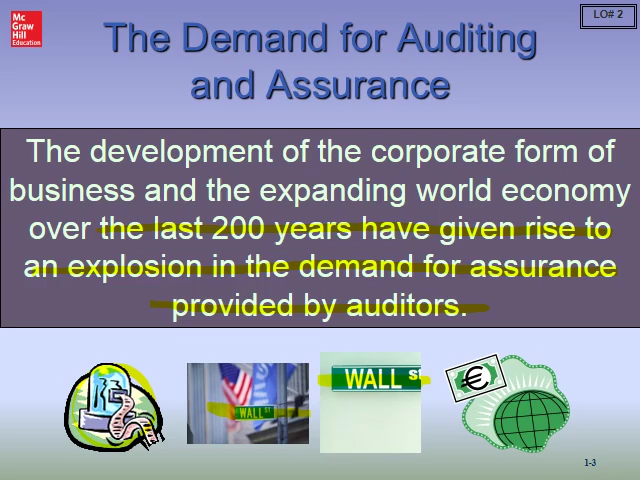 Mc
Graw
Hill
Education
LO# 2
The Demand for Auditing
and Assurance
The development of the corporate form of
business and the expanding world economy
over the last 200 years have given rise to
an explosion in the demand for assurance
provided by auditors.
WALL ST
WALL ST
€
1-3